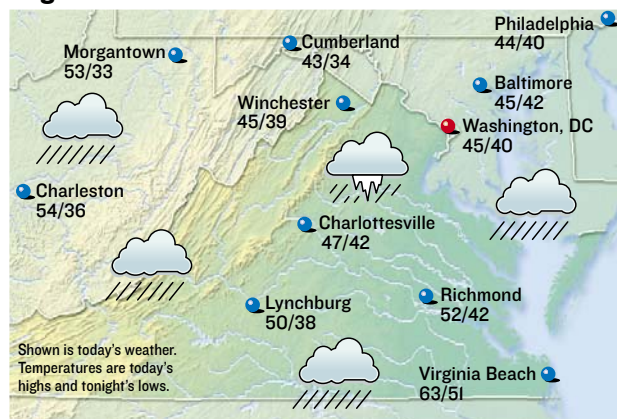 Philadelphia
44/40
Morgantown
53/33
Cumberland
43/34
Baltimore
45/42
Winchester
45/39
Washington, DC
45/40
Charleston
54/36
Charlottesville
47/42
Lynchburg
50/38
Richmond
52/42
Shown is today's weather.
Temperatures are today's
highs and tonight's lows.
Virginia Beach
63/51